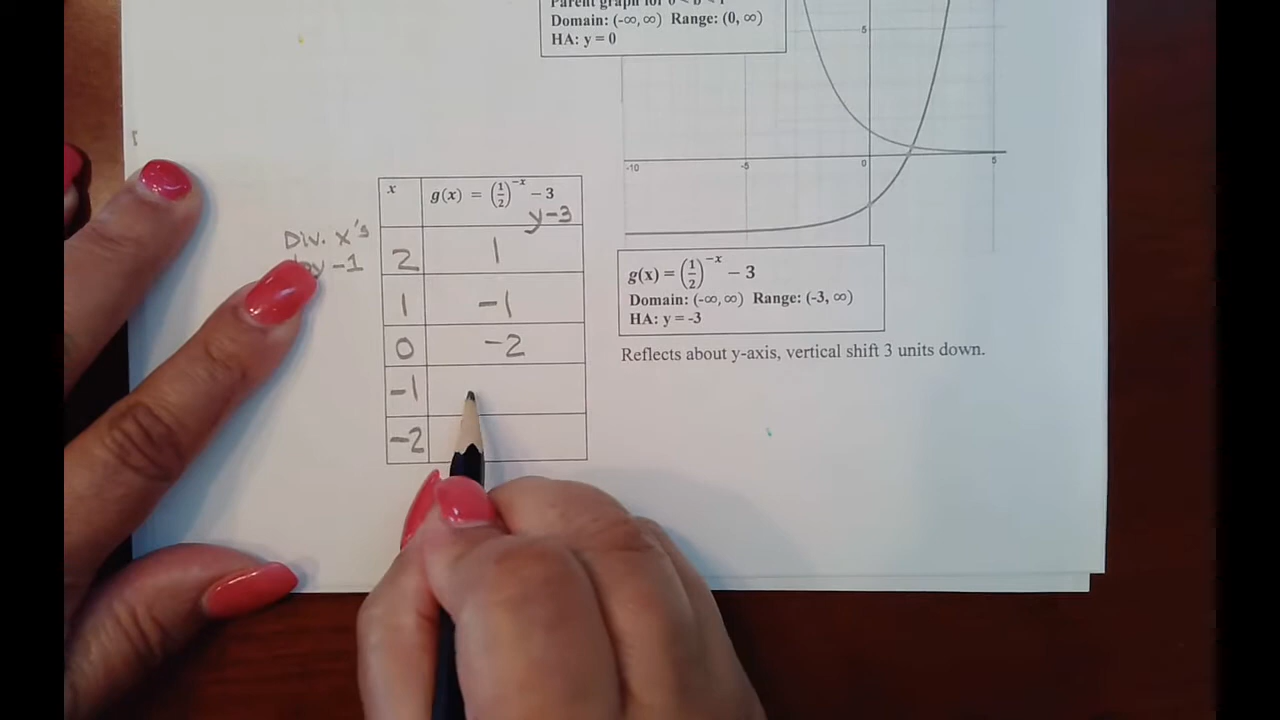 Parent graph for 0 < b < 1
Domain: (-∞, ∞) Range: (0, ∞)
HA: y = 0
5
-10 -5 0 5
x g(x) = (1/2)^-x - 3
y-3
Div. x's
by -1
2 1
1 -1
0 -2
-1
-2
g(x) = (1/2)^-x - 3
Domain: (-∞, ∞) Range: (-3, ∞)
HA: y = -3
Reflects about y-axis, vertical shift 3 units down.